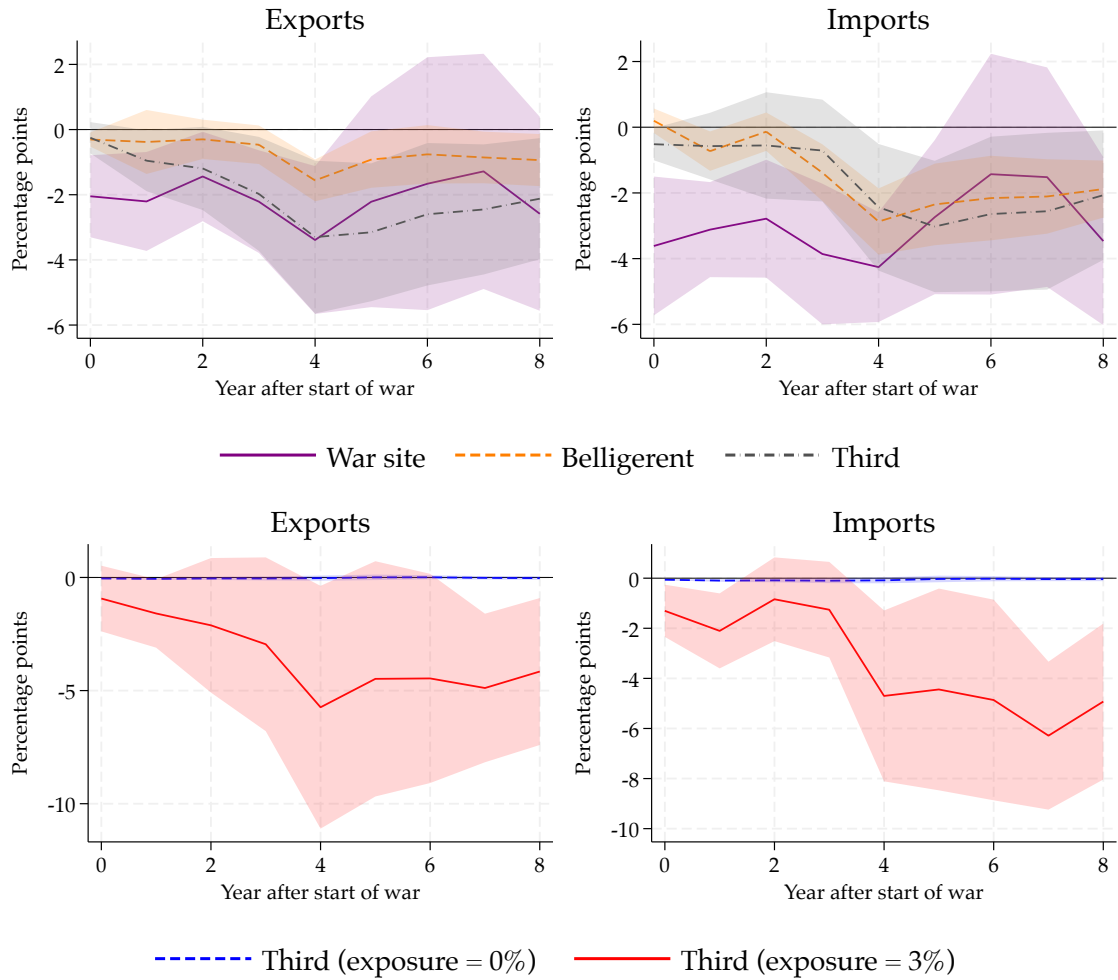 Exports
Percentage points
2
0
-2
-4
-6
0 2 4 6 8
Year after start of war
Imports
Percentage points
2
0
-2
-4
-6
0 2 4 6 8
Year after start of war
War site Belligerent Third
Exports
Percentage points
0
-5
-10
0 2 4 6 8
Year after start of war
Imports
Percentage points
0
-2
-4
-6
-8
-10
0 2 4 6 8
Year after start of war
Third (exposure = 0%) Third (exposure = 3%)